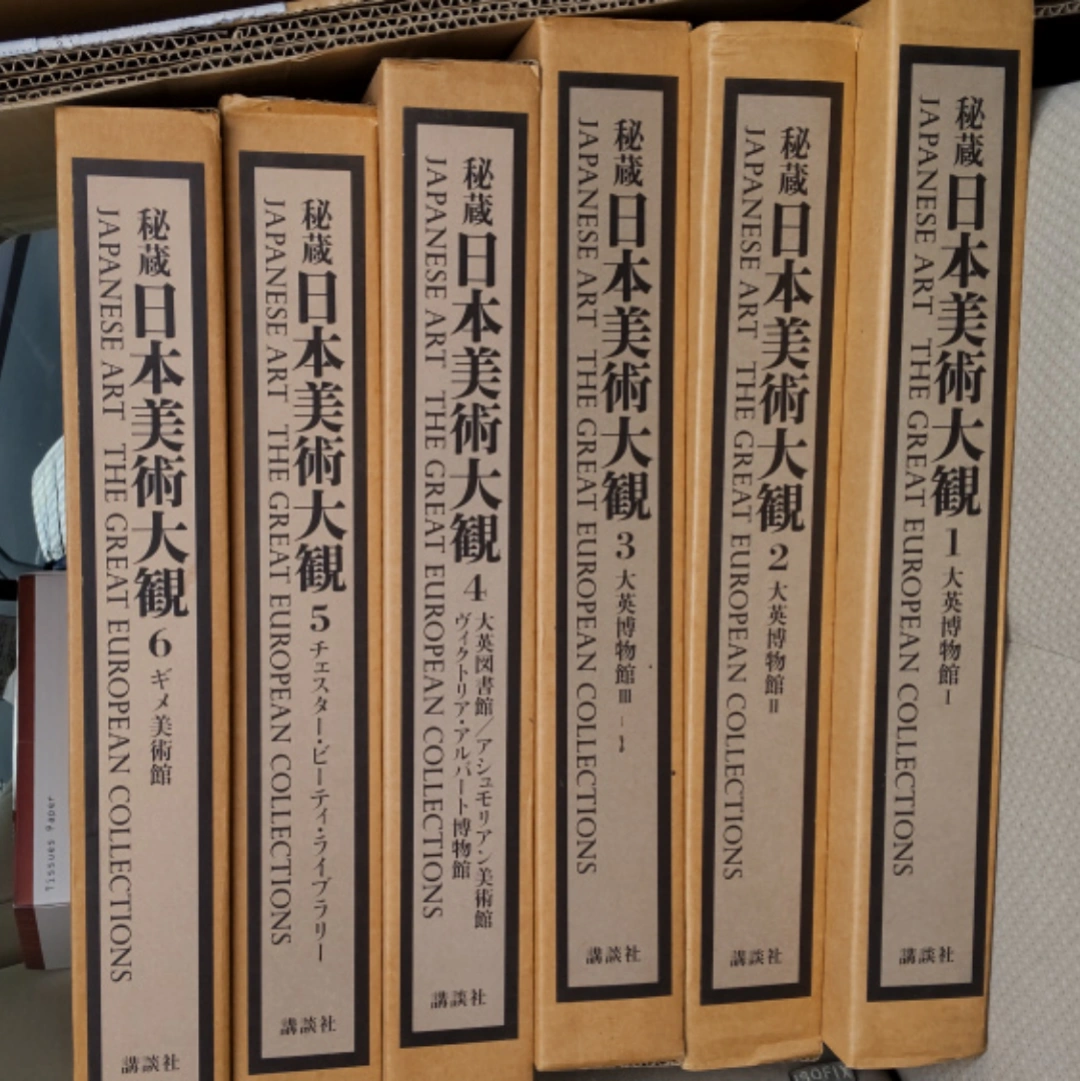 秘蔵日本美術大観 6 ギメ美術館
JAPANESE ART THE GREAT EUROPEAN COLLECTIONS
講談社
秘蔵日本美術大観 5 チェスター・ビーティ・ライブラリー
JAPANESE ART THE GREAT EUROPEAN COLLECTIONS
講談社
秘蔵日本美術大観 4 大英図書館/アシュモリアン美術館
ヴィクトリア・アルバート博物館
JAPANESE ART THE GREAT EUROPEAN COLLECTIONS
講談社
秘蔵日本美術大観 3 大英博物館Ⅲ
JAPANESE ART THE GREAT EUROPEAN COLLECTIONS
講談社
秘蔵日本美術大観 2 大英博物館Ⅱ
JAPANESE ART THE GREAT EUROPEAN COLLECTIONS
講談社
秘蔵日本美術大観 1 大英博物館Ⅰ
JAPANESE ART THE GREAT EUROPEAN COLLECTIONS
講談社
Tissues paper